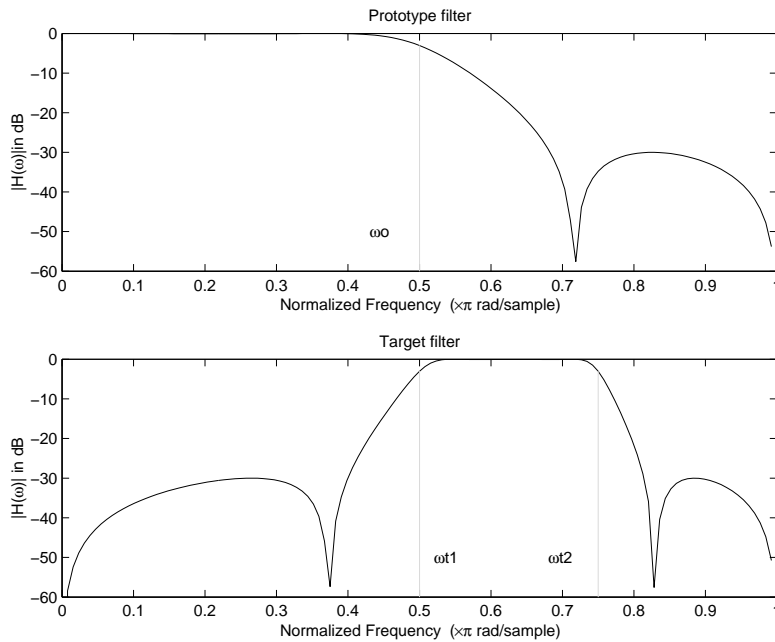 Prototype filter
|H(ω)|in dB
0
−10
−20
−30
−40
−50
−60
ωo
0 0.1 0.2 0.3 0.4 0.5 0.6 0.7 0.8 0.9 1
Normalized Frequency (×π rad/sample)
Target filter
|H(ω)| in dB
0
−10
−20
−30
−40
−50
−60
ωt1 ωt2
0 0.1 0.2 0.3 0.4 0.5 0.6 0.7 0.8 0.9 1
Normalized Frequency (×π rad/sample)